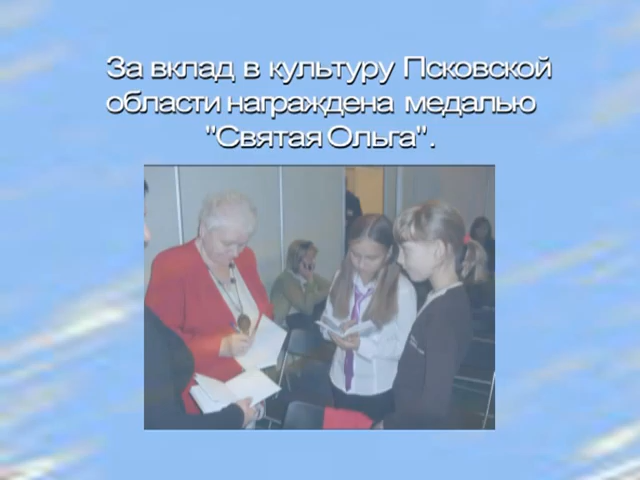 За вклад в культуру Псковской
области награждена медалью
"Святая Ольга".